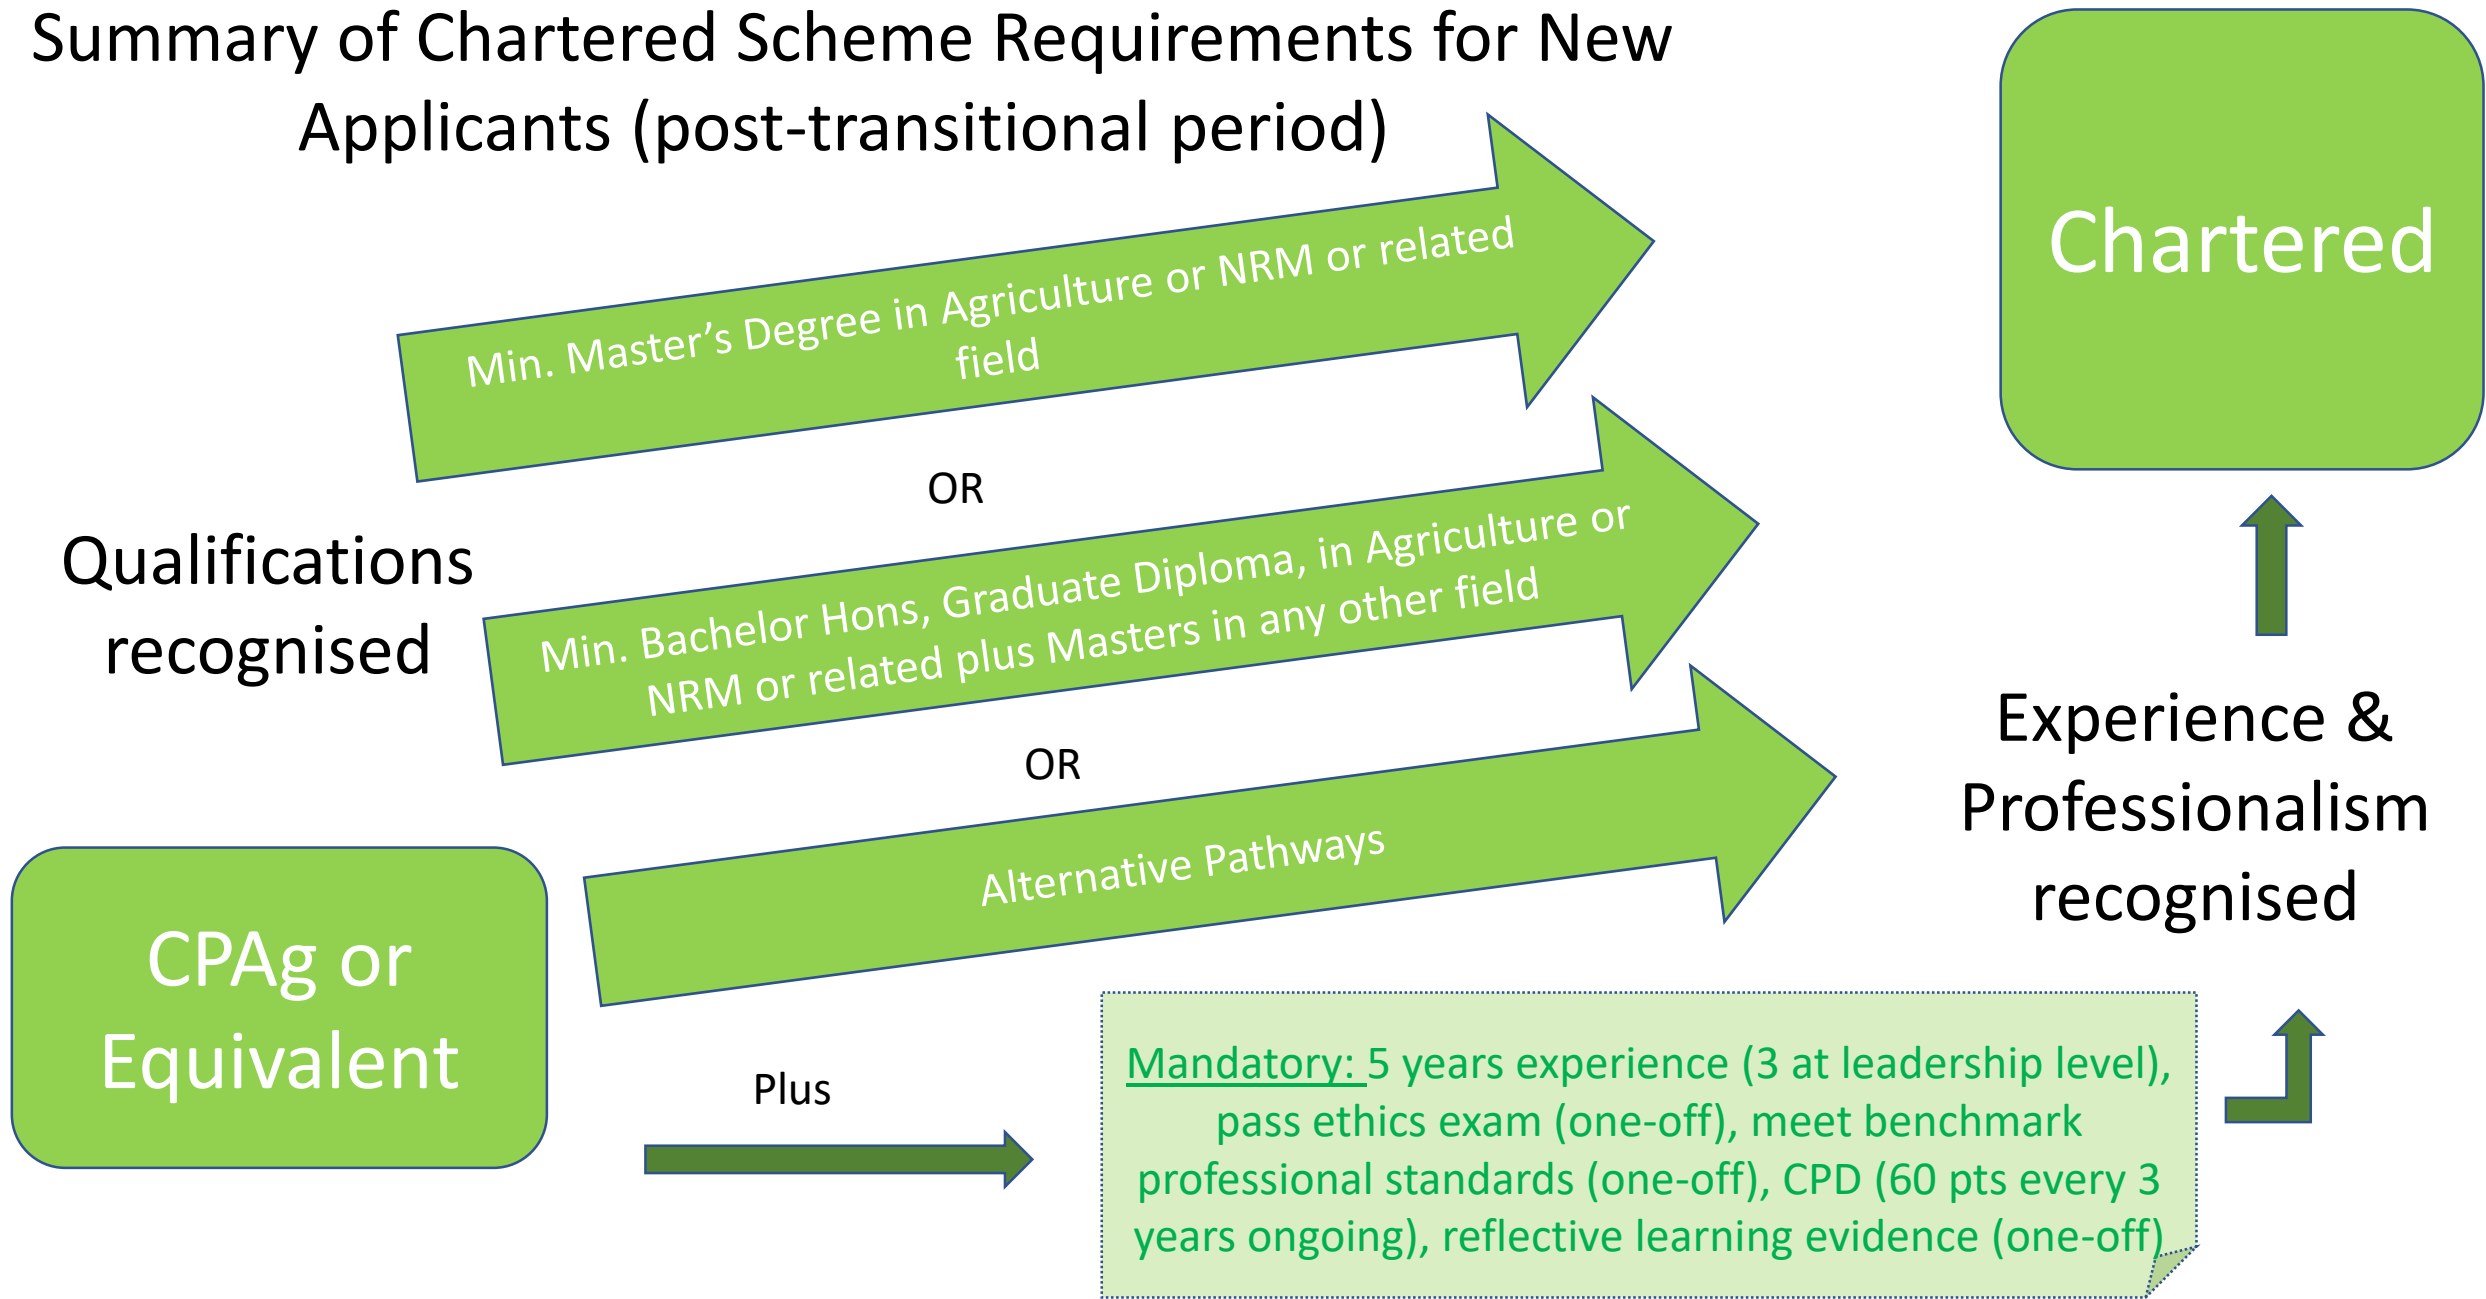 Summary of Chartered Scheme Requirements for New
Applicants (post-transitional period)
Chartered
Min. Master’s Degree in Agriculture or NRM or related
field
OR
Qualifications
recognised
Min. Bachelor Hons, Graduate Diploma, in Agriculture or
NRM or related plus Masters in any other field
OR
Alternative Pathways
Experience &
Professionalism
recognised
CPAg or
Equivalent
Plus
Mandatory: 5 years experience (3 at leadership level),
pass ethics exam (one-off), meet benchmark
professional standards (one-off), CPD (60 pts every 3
years ongoing), reflective learning evidence (one-off)